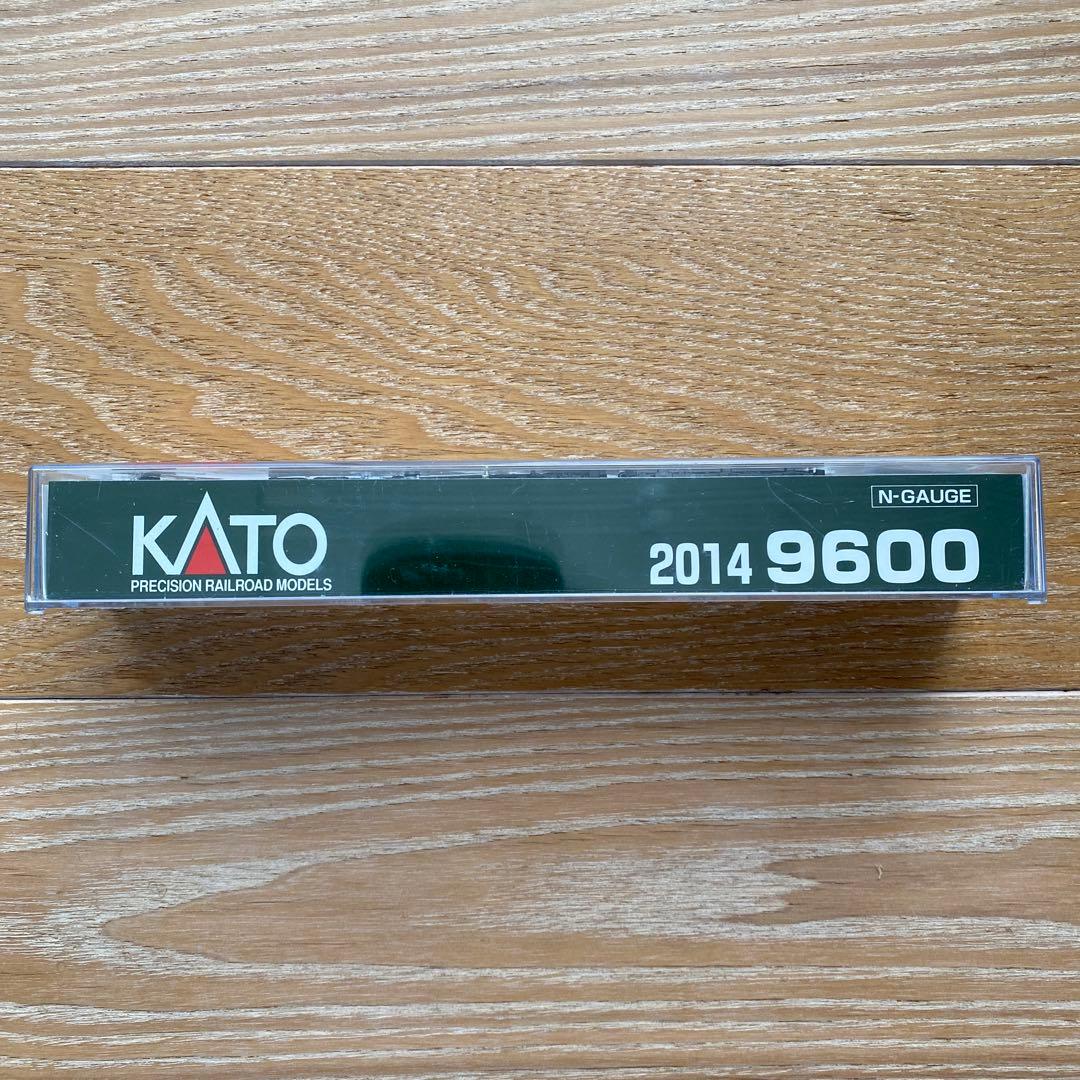 KATO
PRECISION RAILROAD MODELS
N-GAUGE
2014 9600